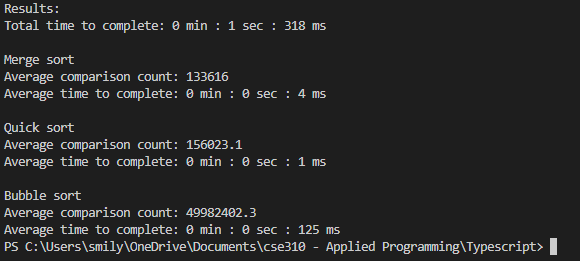 Results:
Total time to complete: 0 min : 1 sec : 318 ms
Merge sort
Average comparison count: 133616
Average time to complete: 0 min : 0 sec : 4 ms
Quick sort
Average comparison count: 156023.1
Average time to complete: 0 min : 0 sec : 1 ms
Bubble sort
Average comparison count: 49982402.3
Average time to complete: 0 min : 0 sec : 125 ms
PS C:\Users\smily\OneDrive\Documents\cse310 - Applied Programming\Typescript>